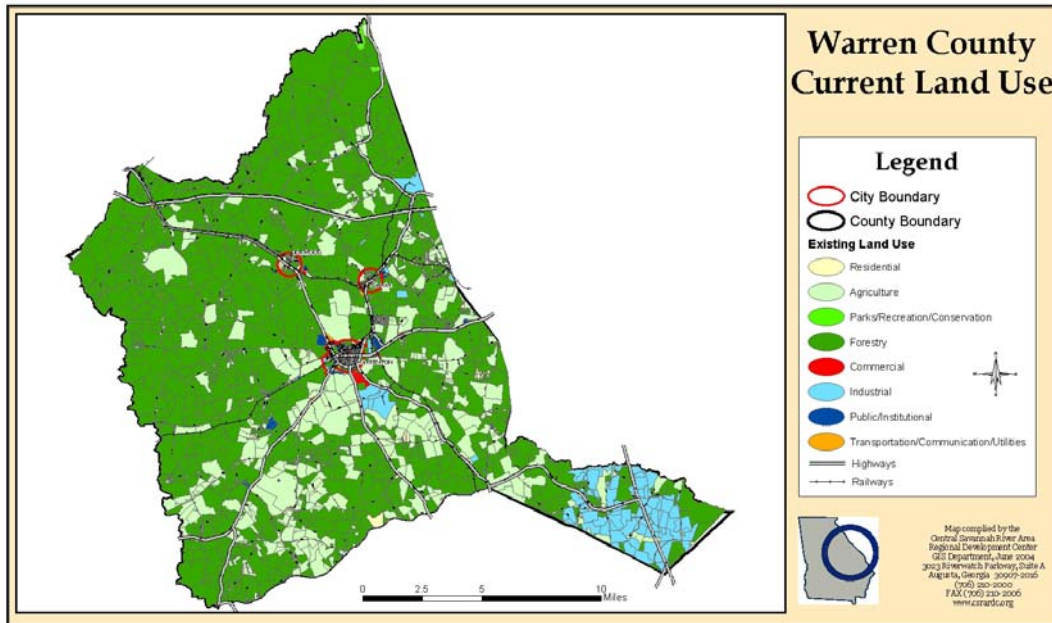 Warren County
Current Land Use
Legend
City Boundary
County Boundary
Existing Land Use
Residential
Agriculture
Parks/Recreation/Conservation
Forestry
Commercial
Industrial
Public/Institutional
Transportation/Communication/Utilities
Highways
Railways
0 5 10
Miles
Map complied by the
Central Savannah River Area
Regional Development Center
GIS Department, June 2004
3023 Riverwatch Parkway, Suite A
Augusta, Georgia 30907-2016
(706) 210-2000
FAX (706) 210-2006
www.csrardc.org